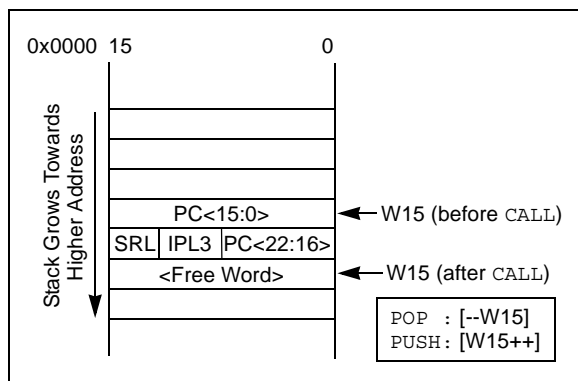 0x0000 15 0
Stack Grows Towards
Higher Address
PC<15:0> W15 (before CALL)
SRL IPL3 PC<22:16>
<Free Word> W15 (after CALL)
POP : [--W15]
PUSH: [W15++]